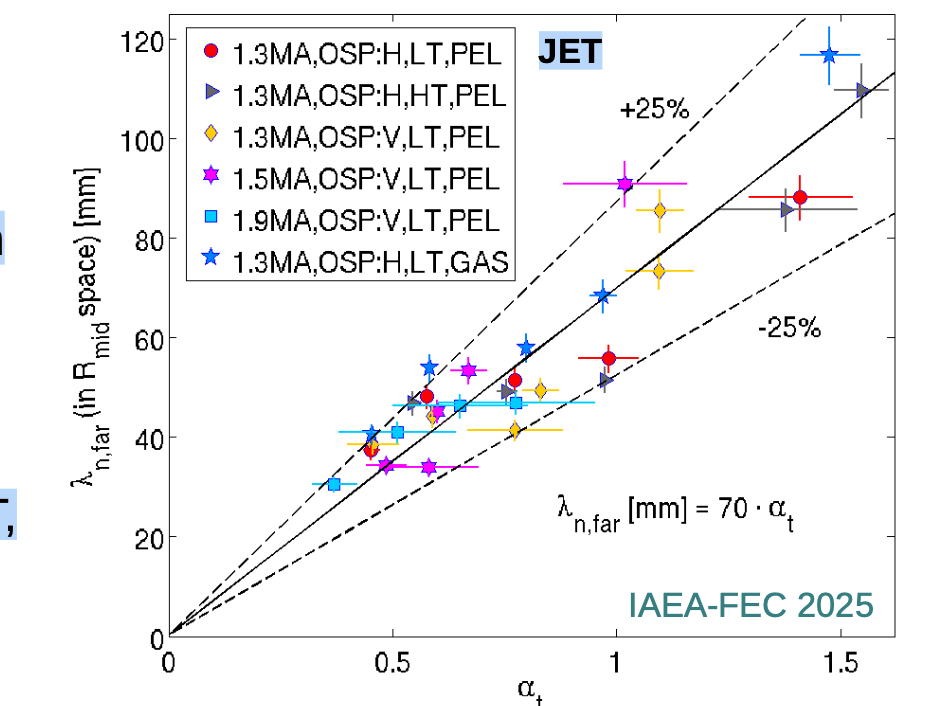 JET
1.3MA,OSP:H,LT,PEL
1.3MA,OSP:H,HT,PEL
1.3MA,OSP:V,LT,PEL
1.5MA,OSP:V,LT,PEL
1.9MA,OSP:V,LT,PEL
1.3MA,OSP:H,LT,GAS
+25%
-25%
λn,far [mm] = 70 · αt
IAEA-FEC 2025
λn,far (in Rmid space) [mm]
120
100
80
60
40
20
0
0
0.5
1
1.5
αt
T,